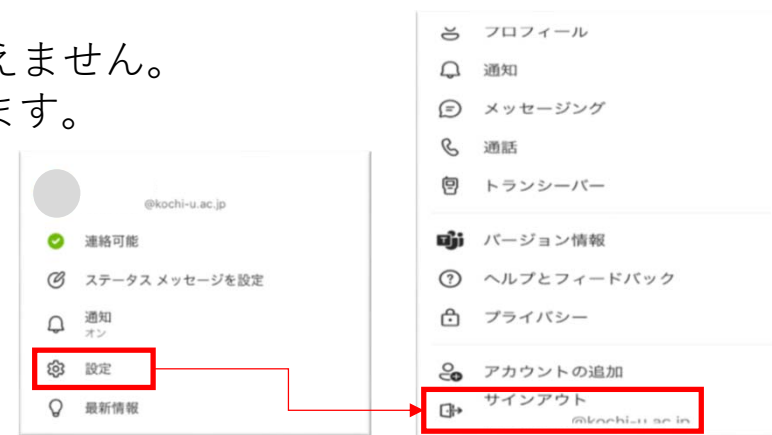 えません。
ます。
@kochi-u.ac.jp
連絡可能
ステータス メッセージを設定
通知
オン
設定
最新情報
プロフィール
通知
メッセージング
通話
トランシーバー
バージョン情報
ヘルプとフィードバック
プライバシー
アカウントの追加
サインアウト
@kochi-u.ac.jp